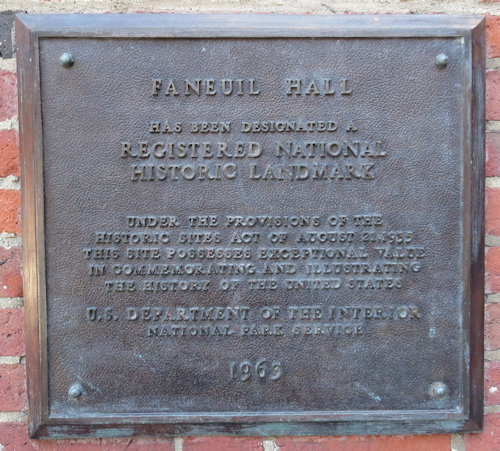 FANEUIL HALL
HAS BEEN DESIGNATED A
REGISTERED NATIONAL
HISTORIC LANDMARK
UNDER THE PROVISIONS OF THE
HISTORIC SITES ACT OF AUGUST 21, 1935
THIS SITE POSSESSES EXCEPTIONAL VALUE
IN COMMEMORATING AND ILLUSTRATING
THE HISTORY OF THE UNITED STATES
U.S. DEPARTMENT OF THE INTERIOR
NATIONAL PARK SERVICE
1963